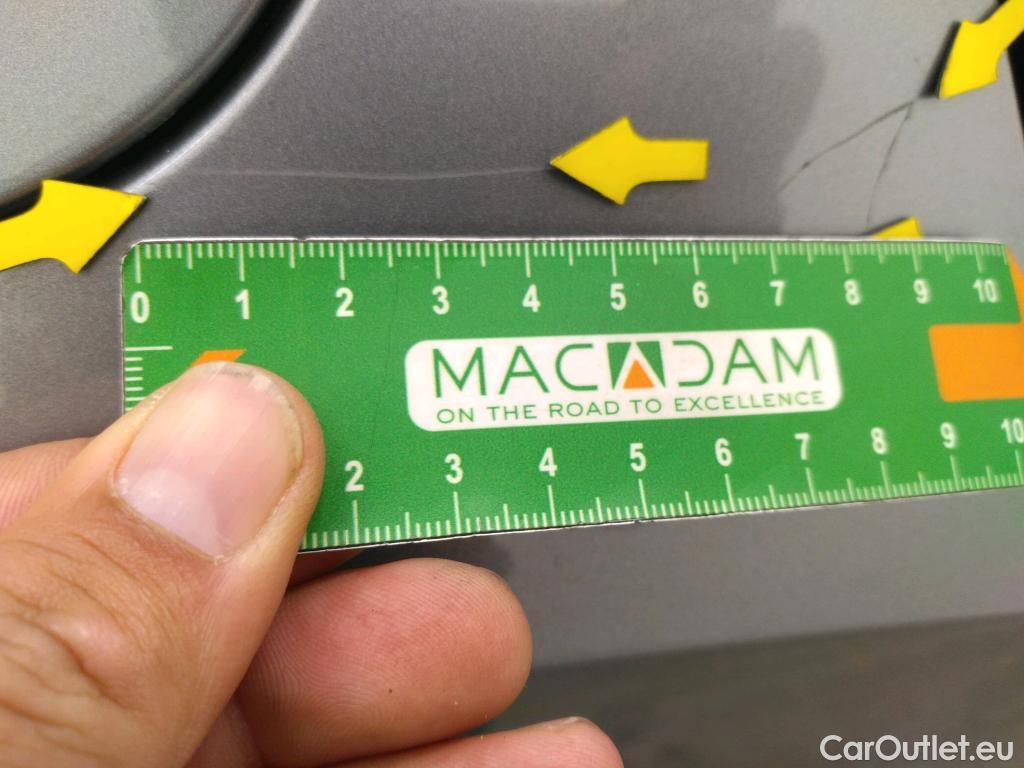 0 1 2 3 4 5 6 7 8 9 10
MACADAM
ON THE ROAD TO EXCELLENCE
2 3 4 5 6 7 8 9 10
CarOutlet.eu